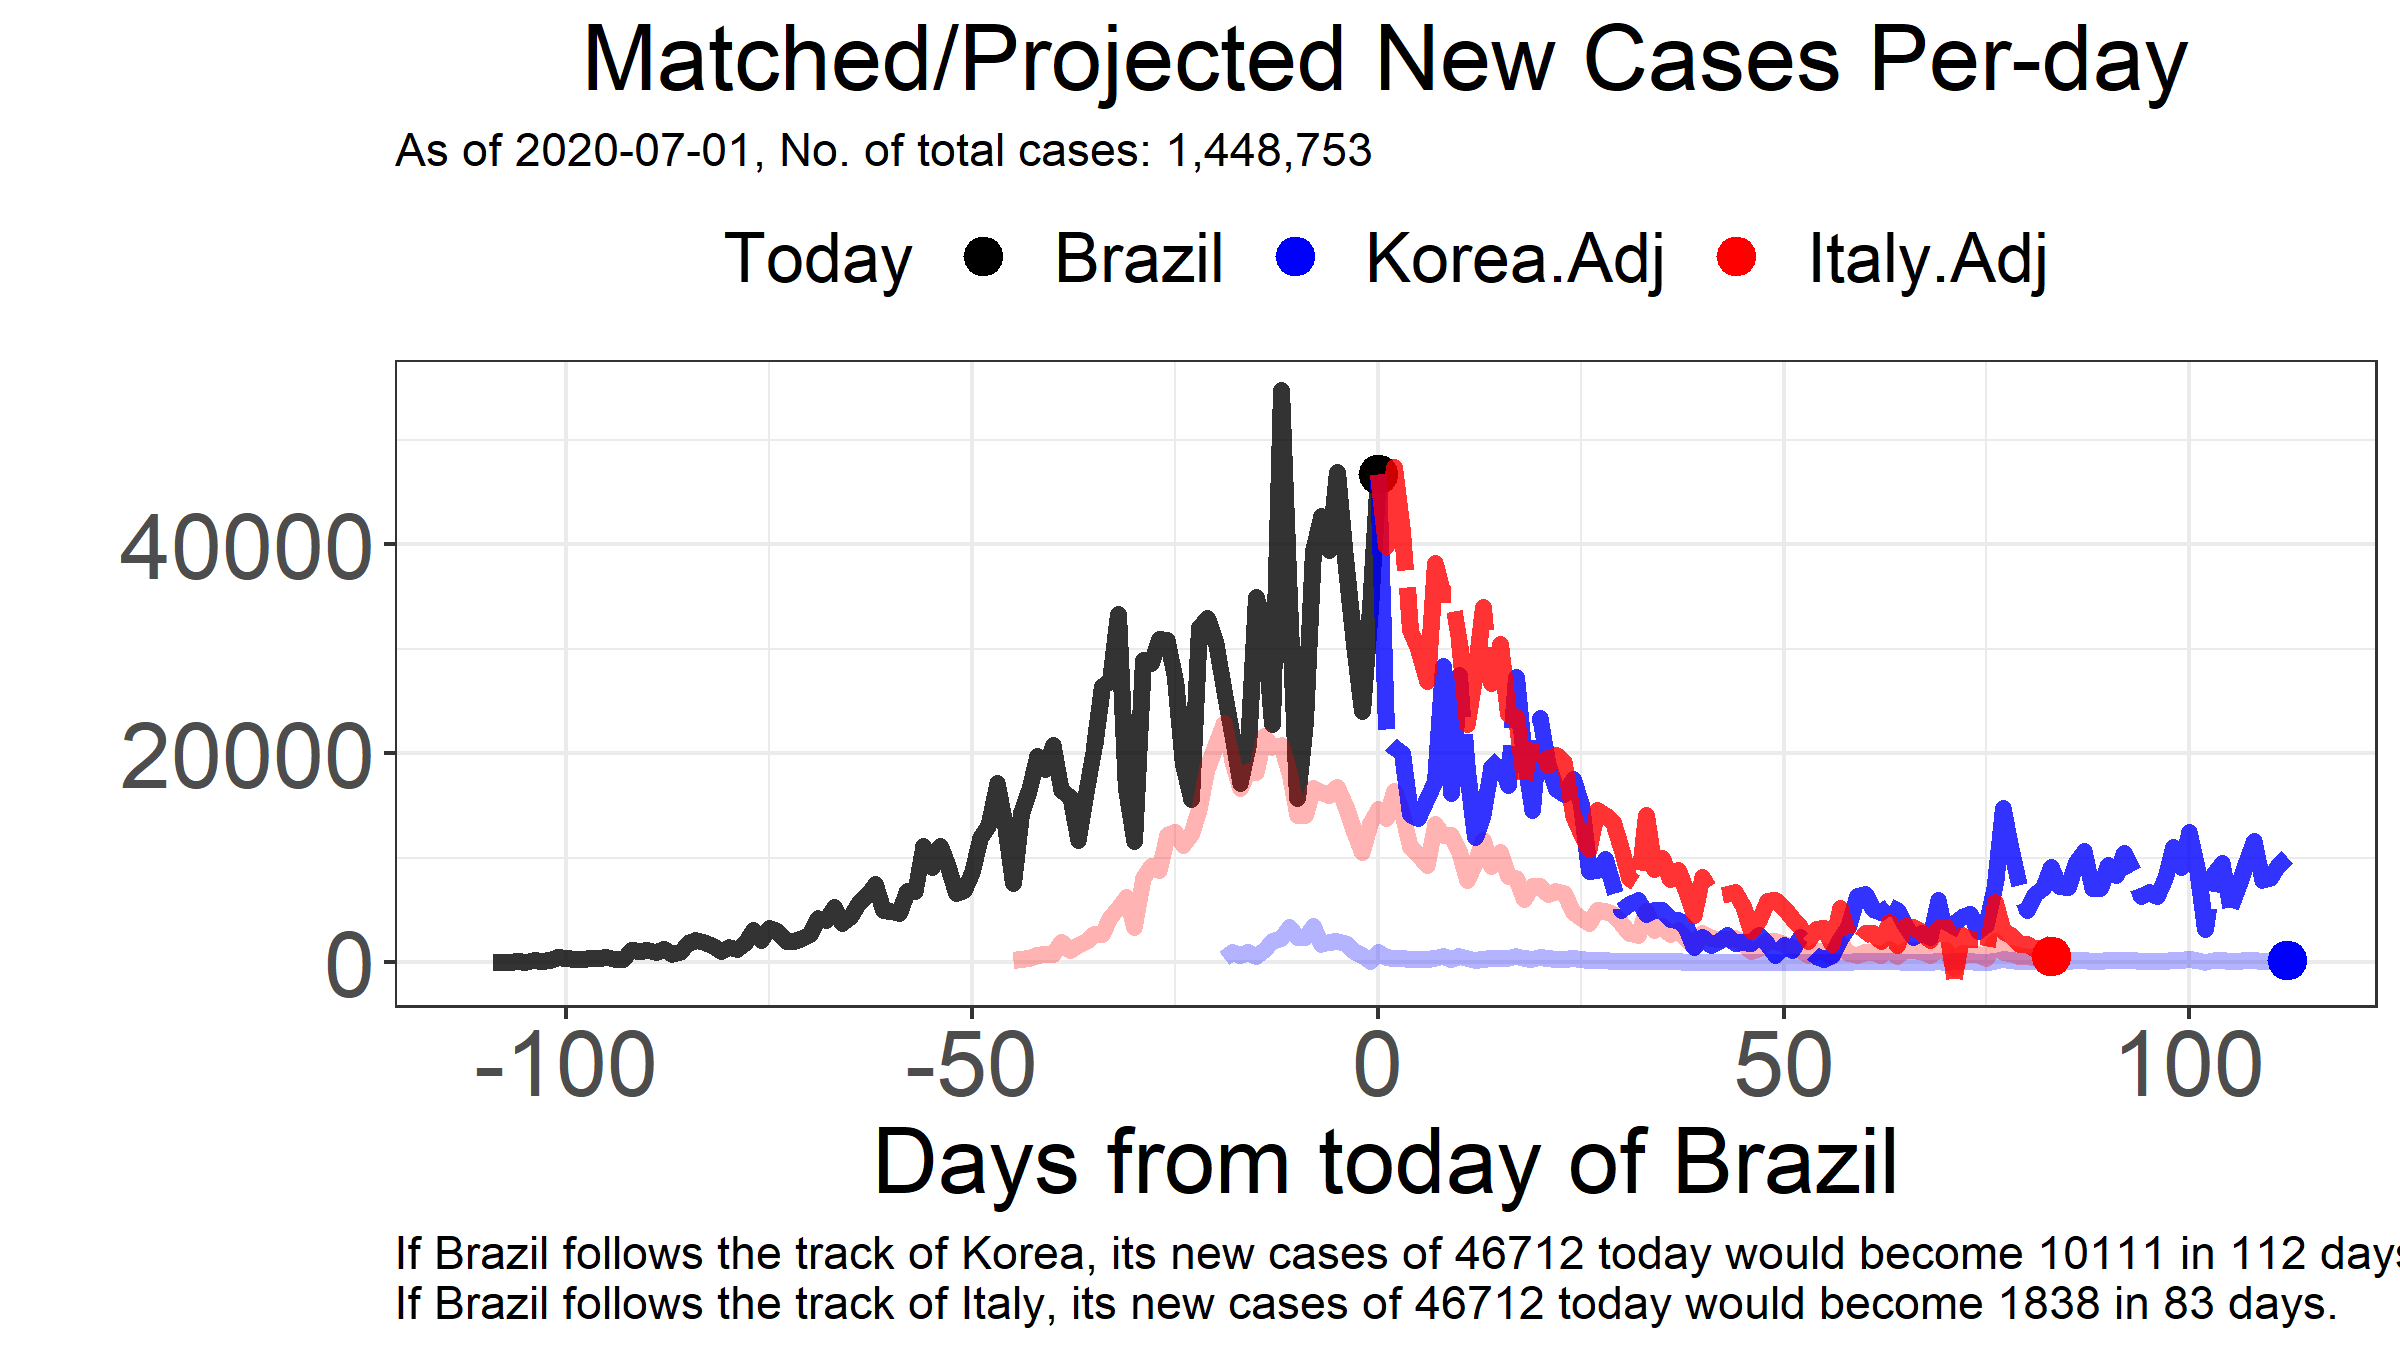 Matched/Projected New Cases Per-day
As of 2020-07-01, No. of total cases: 1,448,753
Today Brazil Korea.Adj Italy.Adj
40000
20000
0
-100 -50 0 50 100
Days from today of Brazil
If Brazil follows the track of Korea, its new cases of 46712 today would become 10111 in 112 days
If Brazil follows the track of Italy, its new cases of 46712 today would become 1838 in 83 days.